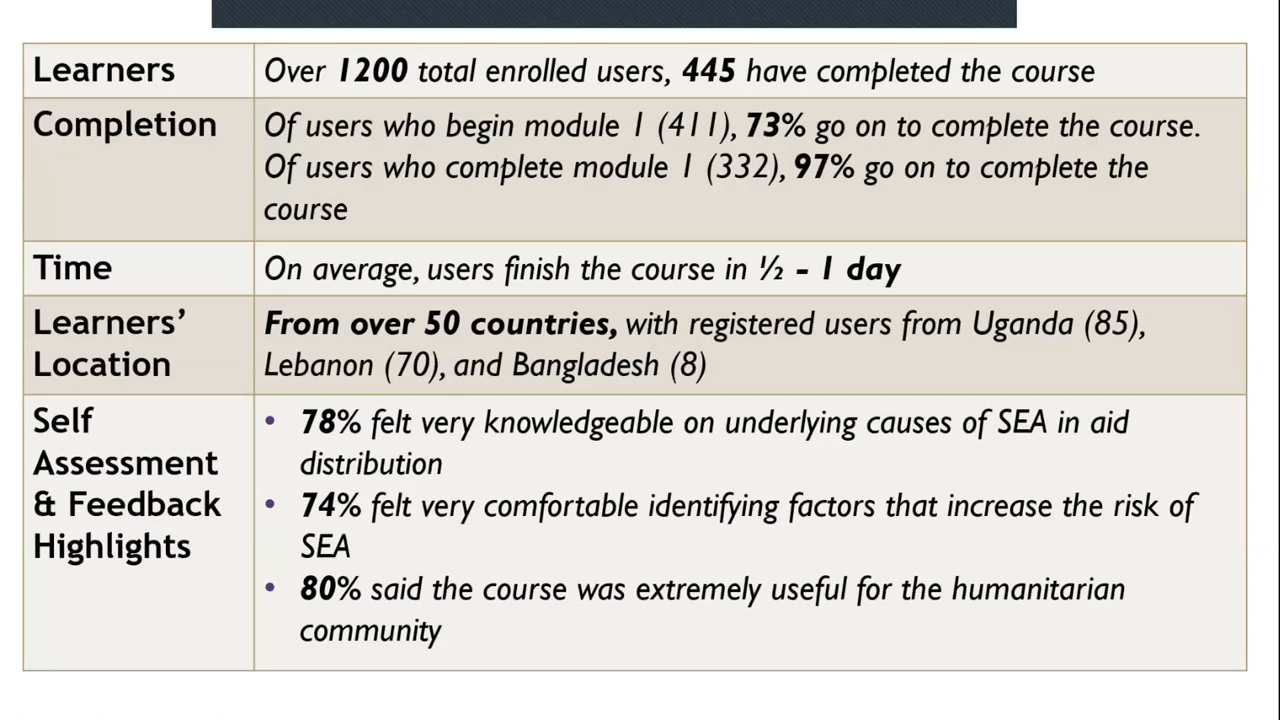 Learners
Over 1200 total enrolled users, 445 have completed the course
Completion
Of users who begin module 1 (411), 73% go on to complete the course.
Of users who complete module 1 (332), 97% go on to complete the
course
Time
On average, users finish the course in ½ - 1 day
Learners’
Location
From over 50 countries, with registered users from Uganda (85),
Lebanon (70), and Bangladesh (8)
Self
Assessment
& Feedback
Highlights
• 78% felt very knowledgeable on underlying causes of SEA in aid
distribution
• 74% felt very comfortable identifying factors that increase the risk of
SEA
• 80% said the course was extremely useful for the humanitarian
community